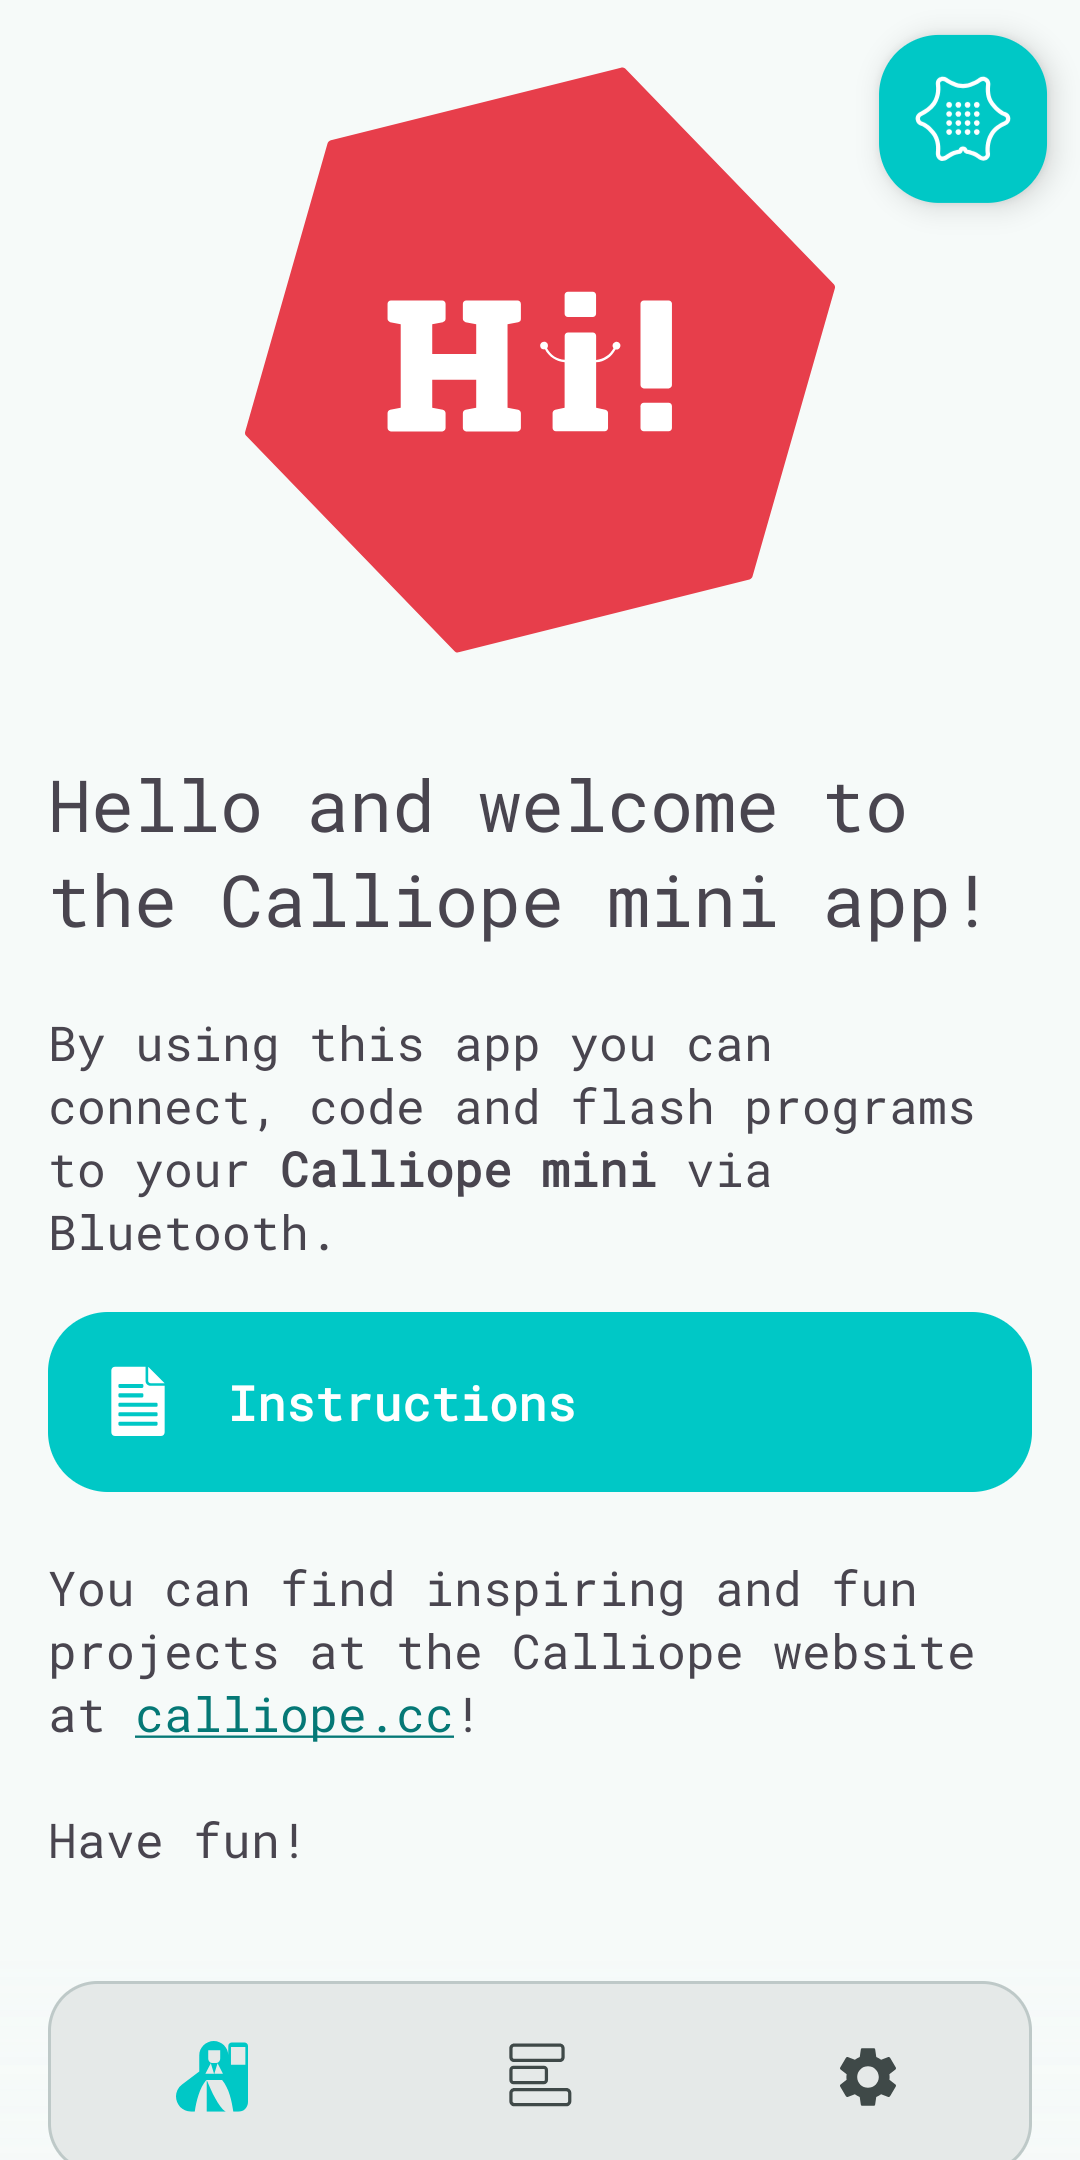 Hi!
Hello and welcome to
the Calliope mini app!
By using this app you can
connect, code and flash programs
to your Calliope mini via
Bluetooth.
Instructions
You can find inspiring and fun
projects at the Calliope website
at calliope.cc!
Have fun!